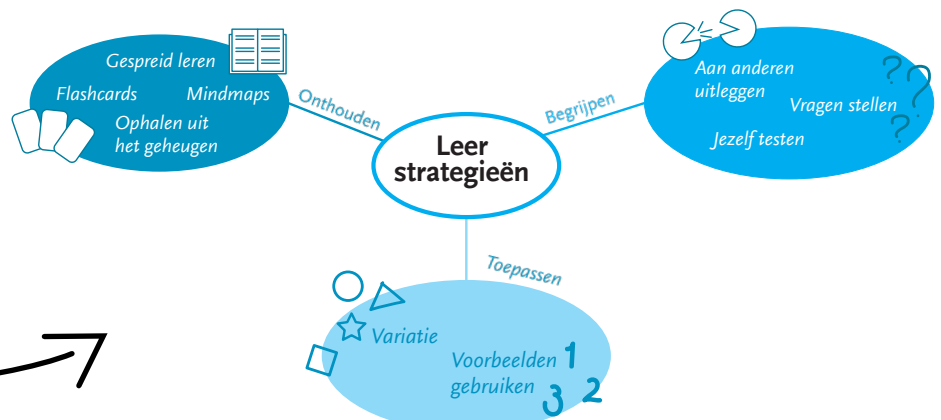 Gespreid leren
Flashcards
Mindmaps
Ophalen uit
het geheugen
Onthouden
Leer
strategieën
Begrijpen
Aan anderen
uitleggen
? ?
Vragen stellen
?
Jezelf testen
Toepassen
Variatie
Voorbeelden 1
gebruiken 3 2